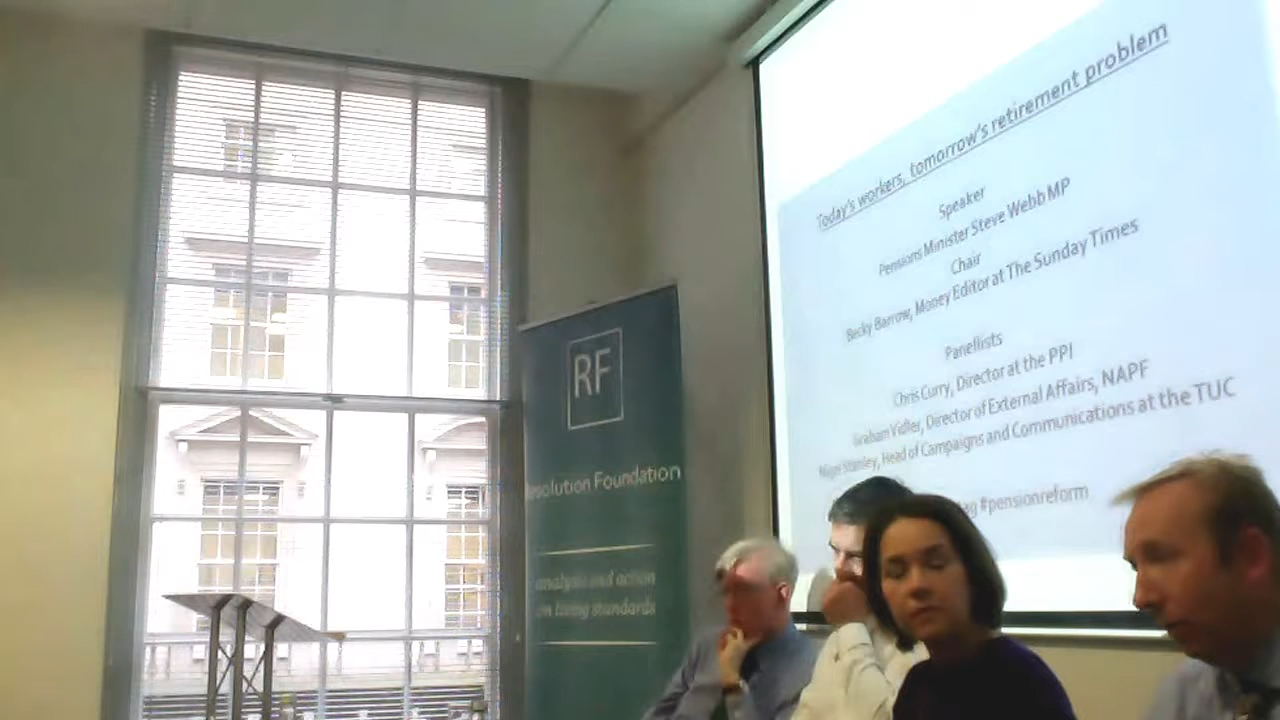 Today's workers, tomorrow's retirement problem
Speaker
Pensions Minister Steve Webb MP
Chair
Becky Barrow, Money Editor at The Sunday Times
Panellists
Chris Curry, Director at the PPI
Graham Vidler, Director of External Affairs, NAPF
Nigel Stanley, Head of Campaigns and Communications at the TUC
#pensionreform
RF
esolution Foundation
analysis and action
on living standards